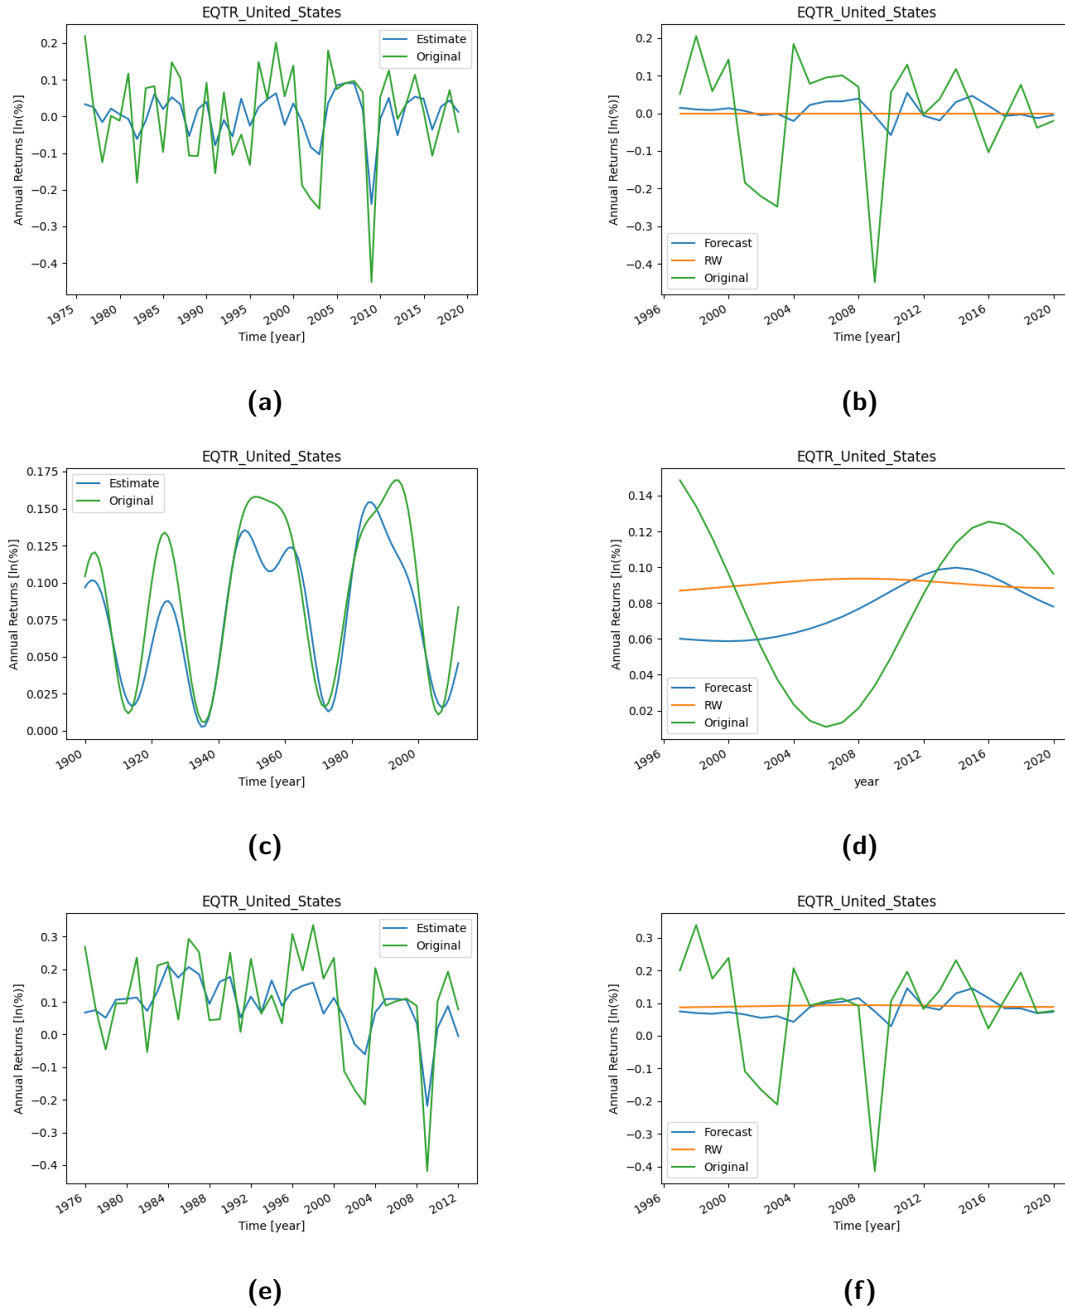 EQTR_United_States
Annual Returns [ln(%)]
0.2
0.1
0.0
−0.1
−0.2
−0.3
−0.4
Estimate
Original
1975
1980
1985
1990
1995
2000
2005
2010
2015
2020
Time [year]
(a)
EQTR_United_States
Annual Returns [ln(%)]
0.2
0.1
0.0
−0.1
−0.2
−0.3
−0.4
Forecast
RW
Original
1996
2000
2004
2008
2012
2016
2020
Time [year]
(b)
EQTR_United_States
Annual Returns [ln(%)]
0.175
0.150
0.125
0.100
0.075
0.050
0.025
0.000
Estimate
Original
1900
1920
1940
1960
1980
2000
Time [year]
(c)
EQTR_United_States
Annual Returns [ln(%)]
0.14
0.12
0.10
0.08
0.06
0.04
0.02
Forecast
RW
Original
1996
2000
2004
2008
2012
2016
2020
year
(d)
EQTR_United_States
Annual Returns [ln(%)]
0.3
0.2
0.1
0.0
−0.1
−0.2
−0.3
−0.4
Estimate
Original
1976
1980
1984
1988
1992
1996
2000
2004
2008
2012
Time [year]
(e)
EQTR_United_States
Annual Returns [ln(%)]
0.3
0.2
0.1
0.0
−0.1
−0.2
−0.3
−0.4
Forecast
RW
Original
1996
2000
2004
2008
2012
2016
2020
Time [year]
(f)